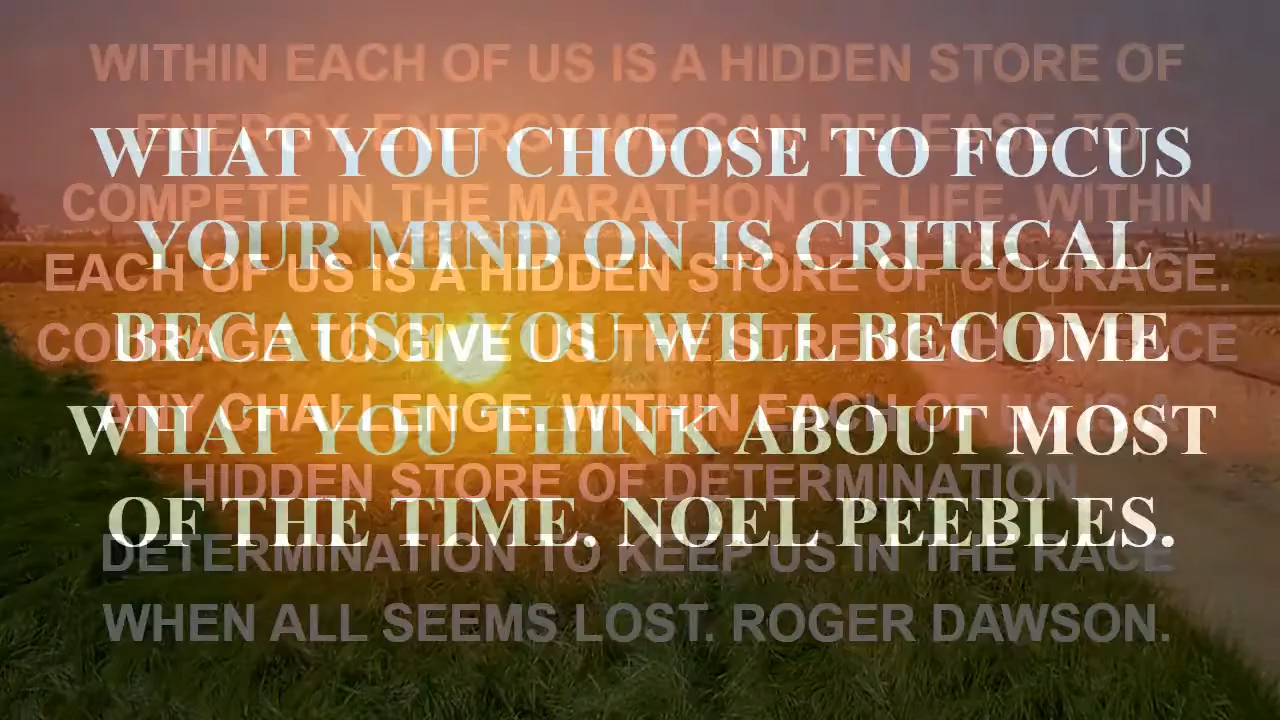 WITHIN EACH OF US IS A HIDDEN STORE OF
ENERGY. ENERGY WE CAN RELEASE TO
COMPETE IN THE MARATHON OF LIFE. WITHIN
EACH OF US IS A HIDDEN STORE OF COURAGE.
COURAGE TO GIVE US THE STRENGTH TO FACE
ANY CHALLENGE. WITHIN EACH OF US IS A
HIDDEN STORE OF DETERMINATION
DETERMINATION TO KEEP US IN THE RACE
WHEN ALL SEEMS LOST. ROGER DAWSON.
WHAT YOU CHOOSE TO FOCUS
YOUR MIND ON IS CRITICAL
BECAUSE YOU WILL BECOME
WHAT YOU THINK ABOUT MOST
OF THE TIME. NOEL PEEBLES.